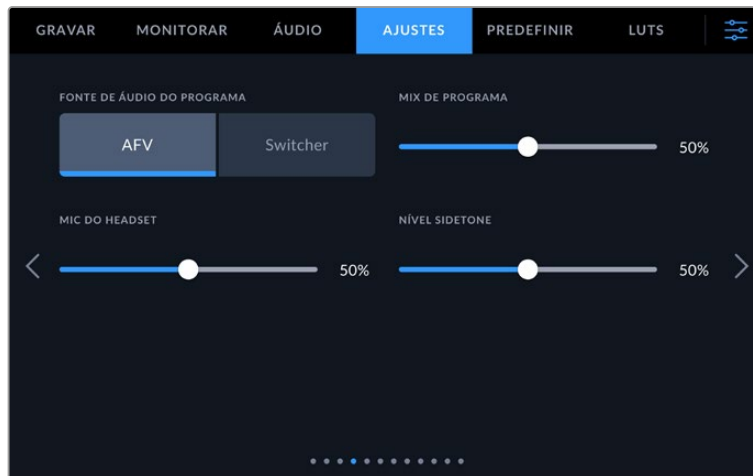 GRAVAR MONITORAR ÁUDIO AJUSTES PREDEFINIR LUTS
FONTE DE ÁUDIO DO PROGRAMA MIX DE PROGRAMA
AFV Switcher 50%
MIC DO HEADSET NÍVEL SIDETONE
50% 50%